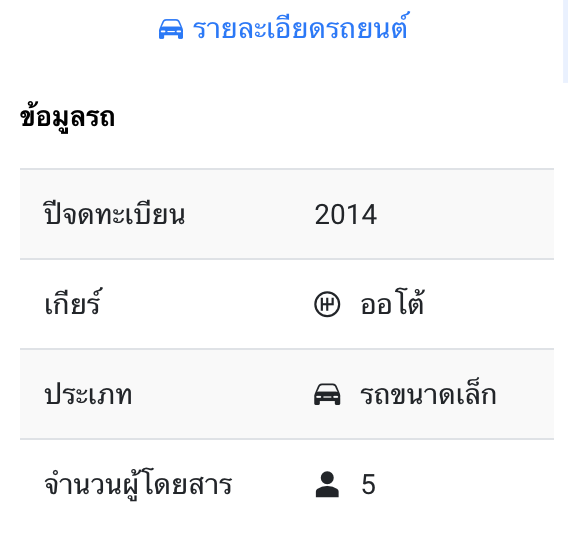 รายละเอียดรถยนต์
ข้อมูลรถ
ปีจดทะเบียน 2014
เกียร์ ออโต้
ประเภท รถขนาดเล็ก
จำนวนผู้โดยสาร 5